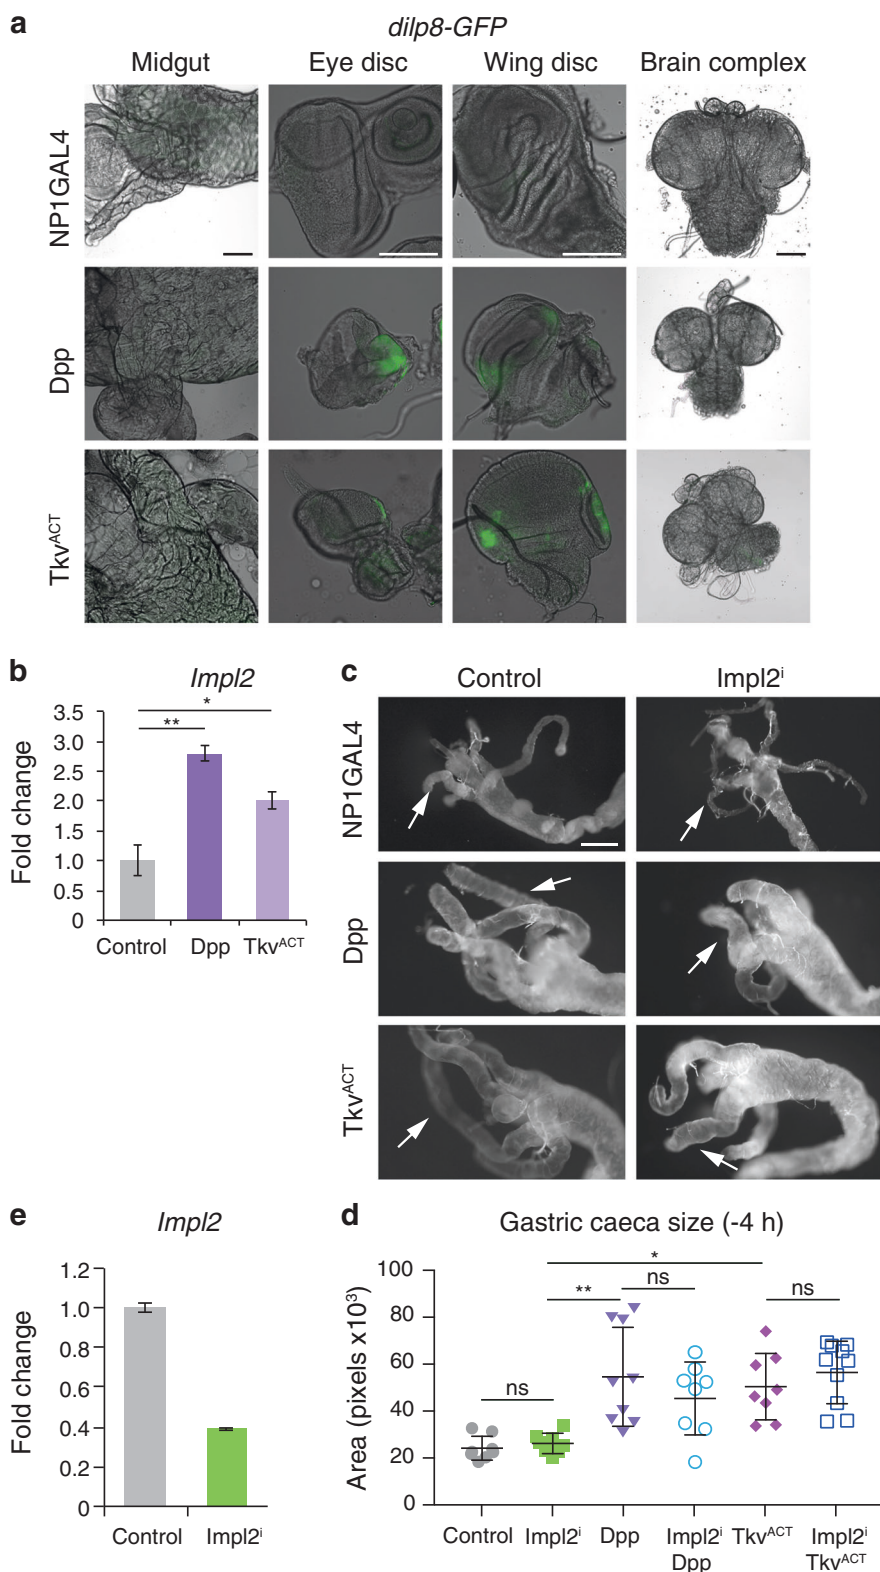 a
dilp8-GFP
Midgut Eye disc Wing disc Brain complex
NP1GAL4
Dpp
TkvACT
b
Impl2
*
**
Fold change
3.5
3.0
2.5
2.0
1.5
1.0
0.5
0
Control Dpp TkvACT
c
Control Impl2i
NP1GAL4
Dpp
TkvACT
e
Impl2
Fold change
1.2
1.0
0.8
0.6
0.4
0.2
0
Control Impl2i
d
Gastric caeca size (-4 h)
Area (pixels x103)
100
80
60
40
20
0
*
** ns ns
ns
Control Impl2i Dpp Impl2i TkvACT Impl2i
Dpp TkvACT